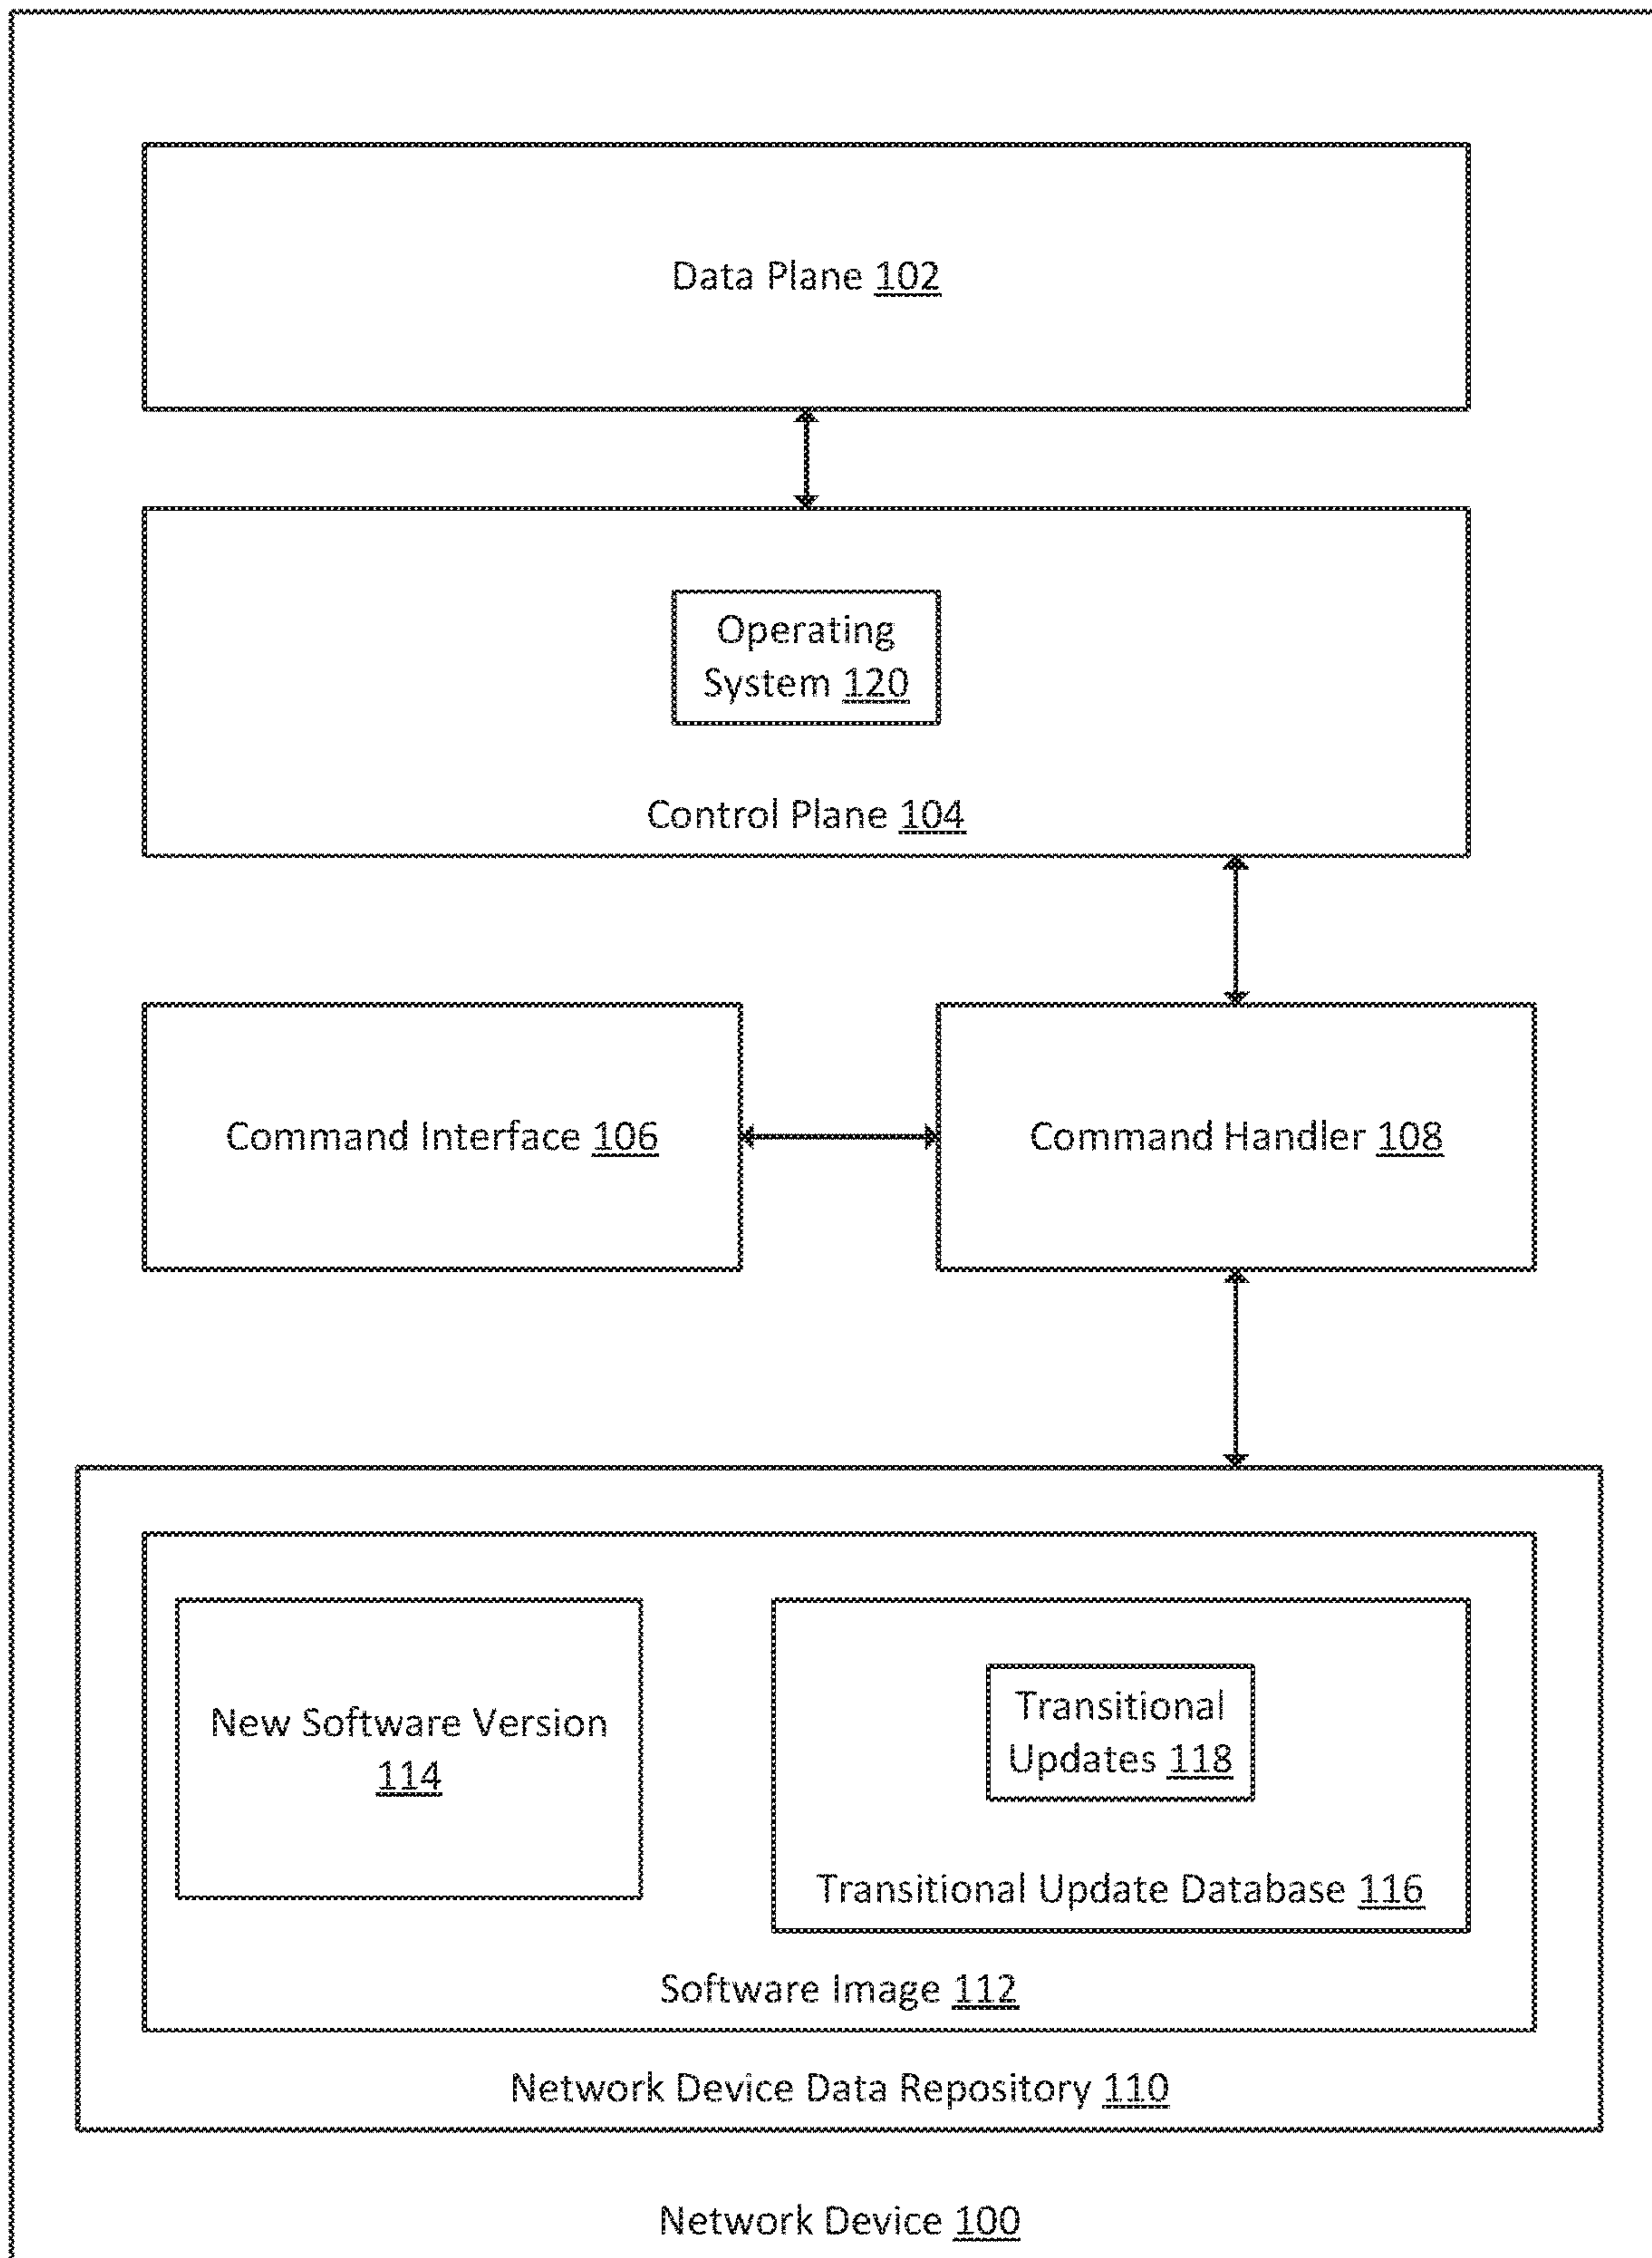 Data Plane 102
Operating
System 120
Control Plane 104
Command Interface 106
Command Handler 108
New Software Version
114
Transitional
Updates 118
Transitional Update Database 116
Software Image 112
Network Device Data Repository 110
Network Device 100